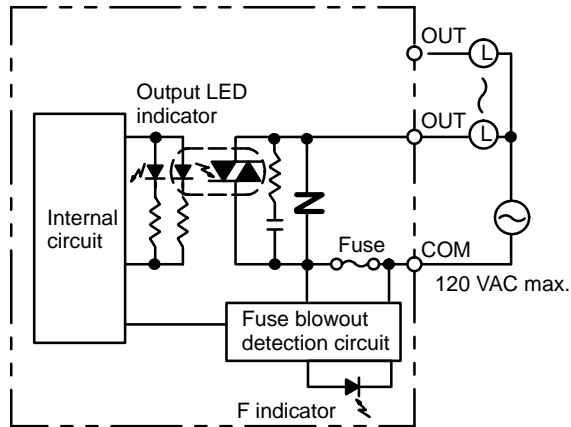 OUT
L
Output LED
indicator
OUT
L
Internal
circuit
Fuse
COM
120 VAC max.
Fuse blowout
detection circuit
F indicator